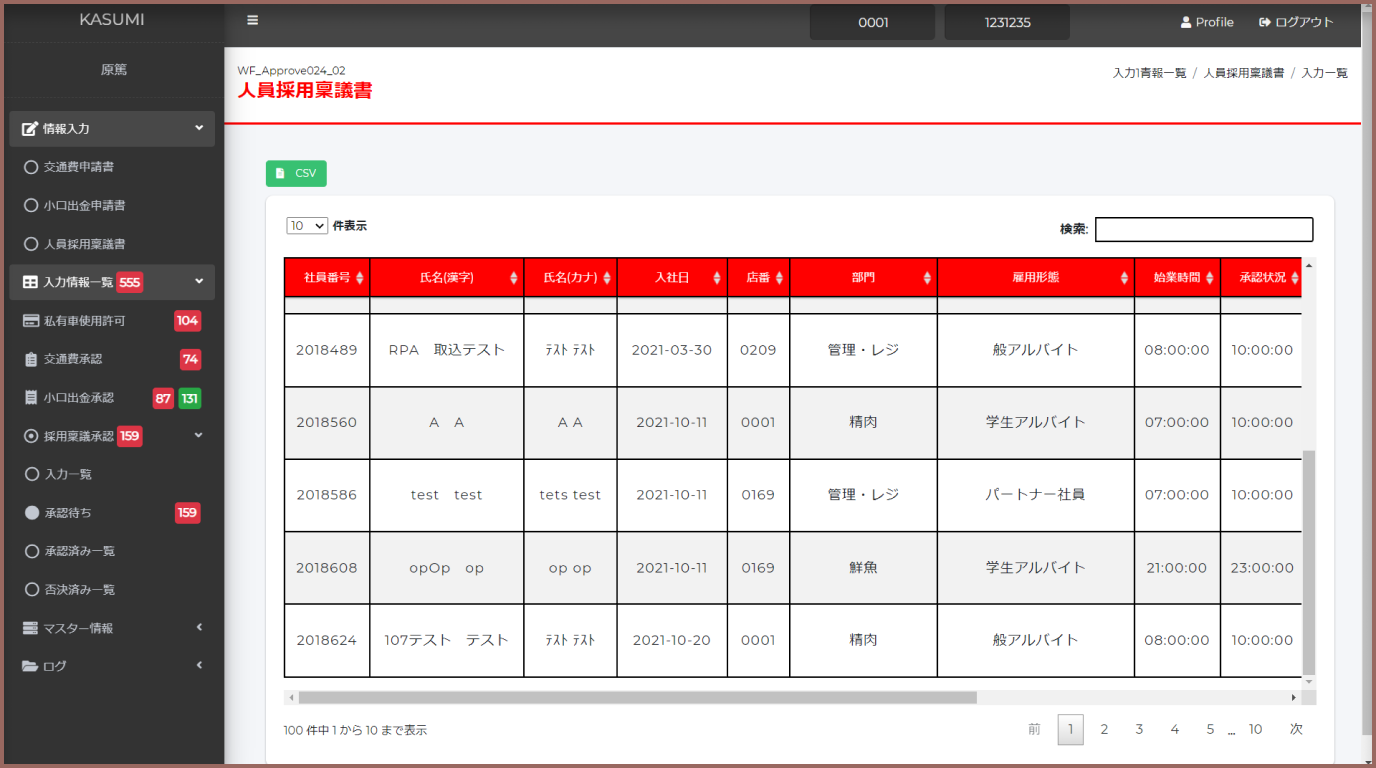 KASUMI
0001
1231235
Profile
ログアウト
原篤
WF_Approve024_02
人員採用稟議書
入力1青報一覧 / 人員採用稟議書 / 入力一覧
情報入力
交通費申請書
小口出金申請書
人員採用稟議書
入力情報一覧 555
私有車使用許可 104
交通費承認 74
小口出金承認 87 131
採用稟議承認 159
入力一覧
承認待ち 159
承認済み一覧
否決済み一覧
マスター情報
ログ
CSV
10 件表示
検索:
社員番号 氏名(漢字) 氏名(カナ) 入社日 店番 部門 雇用形態 始業時間 承認状況
2018489 RPA　取込テスト ﾃｽﾄ ﾃｽﾄ 2021-03-30 0209 管理・レジ 般アルバイト 08:00:00 10:00:00
2018560 A　A A A 2021-10-11 0001 精肉 学生アルバイト 07:00:00 10:00:00
2018586 test　test tets test 2021-10-11 0169 管理・レジ パートナー社員 07:00:00 10:00:00
2018608 opOp　op op op 2021-10-11 0169 鮮魚 学生アルバイト 21:00:00 23:00:00
2018624 107テスト　テスト ﾃｽﾄ ﾃｽﾄ 2021-10-20 0001 精肉 般アルバイト 08:00:00 10:00:00
100 件中 1 から 10 まで表示
前 1 2 3 4 5 ... 10 次